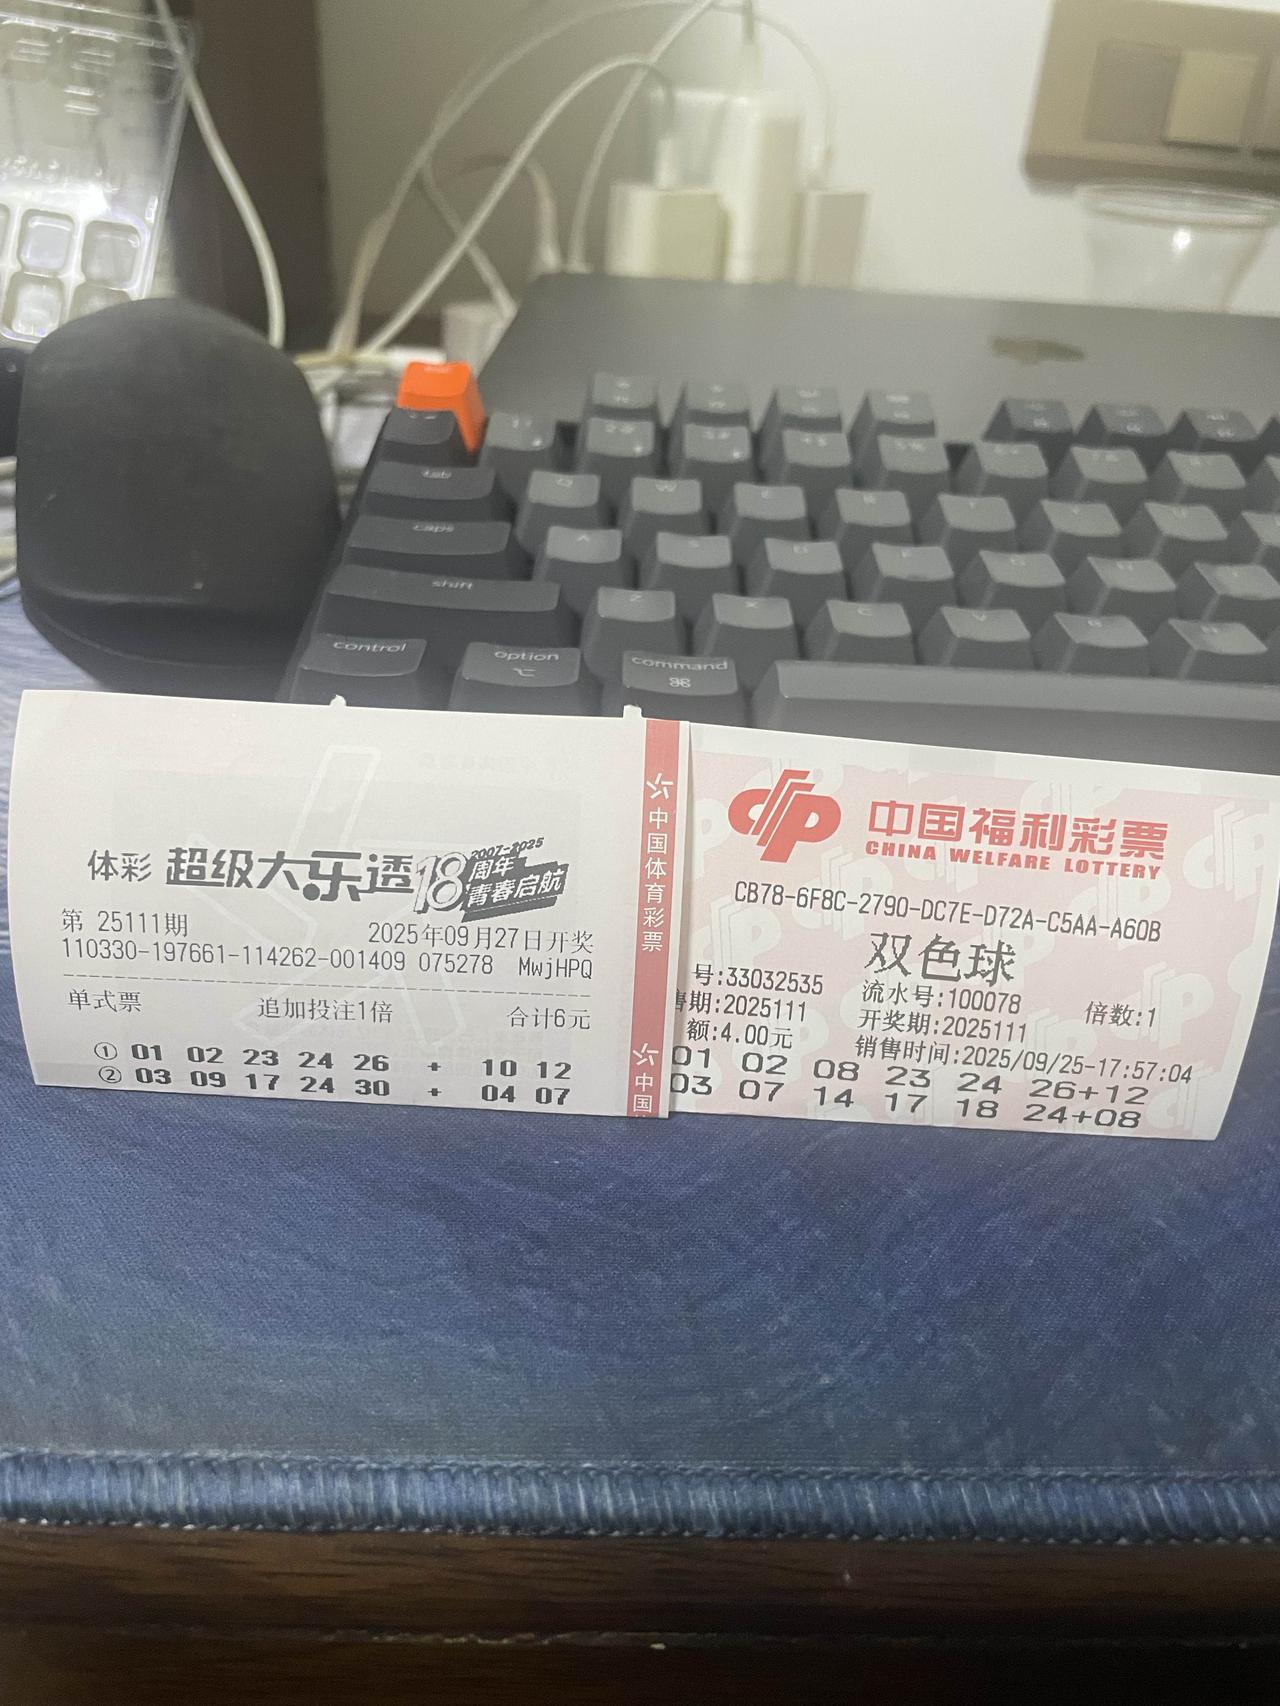 tab
caps
shift
control
option
command
⌘
Q
W
A
S
D
F
G
Z
X
C
V
B
体彩 超级大乐透 18周年 2007-2025 青春启航
第 25111期
2025年09月27日开奖
110330-197661-114262-001409 075278 MwjHPQ
单式票 追加投注1倍 合计6元
① 01 02 23 24 26 + 10 12
② 03 09 17 24 30 + 04 07
中国体育彩票
中国
中国福利彩票
CHINA WELFARE LOTTERY
CB78-6F8C-2790-DC7E-D72A-C5AA-A60B
双色球
号:33032535 流水号:100078 倍数:1
售期:2025111 开奖期:2025111
额:4.00元 销售时间:2025/09/25-17:57:04
01 02 08 23 24 26+12
03 07 14 17 18 24+08